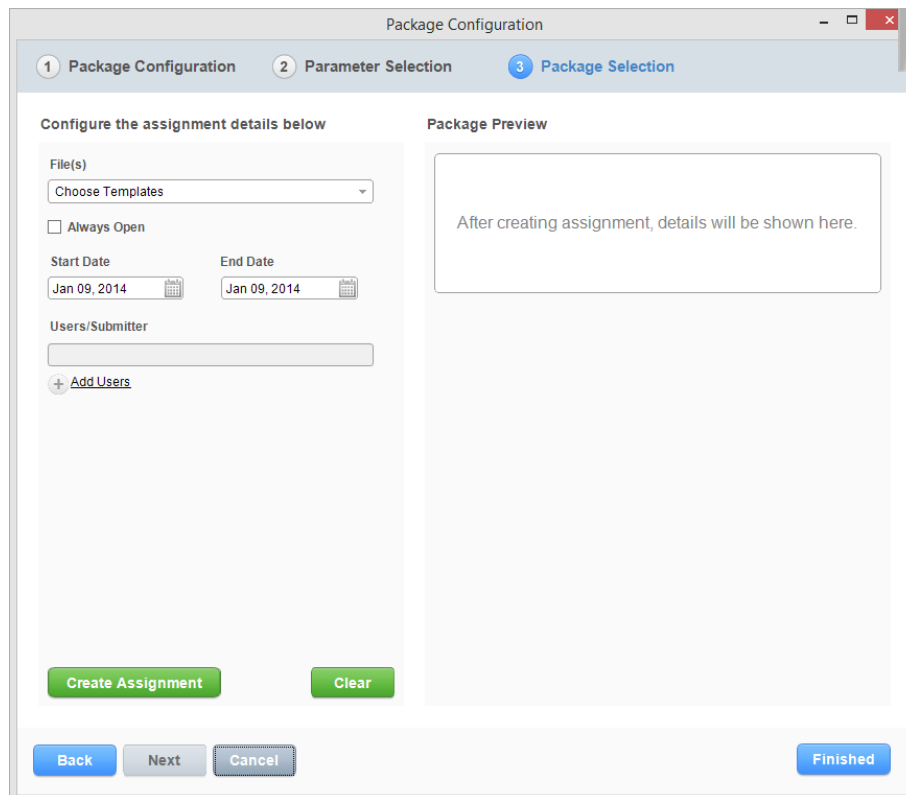 Package Configuration
1 Package Configuration 2 Parameter Selection 3 Package Selection
Configure the assignment details below
Package Preview
File(s)
Choose Templates
After creating assignment, details will be shown here.
Always Open
Start Date End Date
Jan 09, 2014 Jan 09, 2014
Users/Submitter
Add Users
Create Assignment Clear
Back Next Cancel Finished